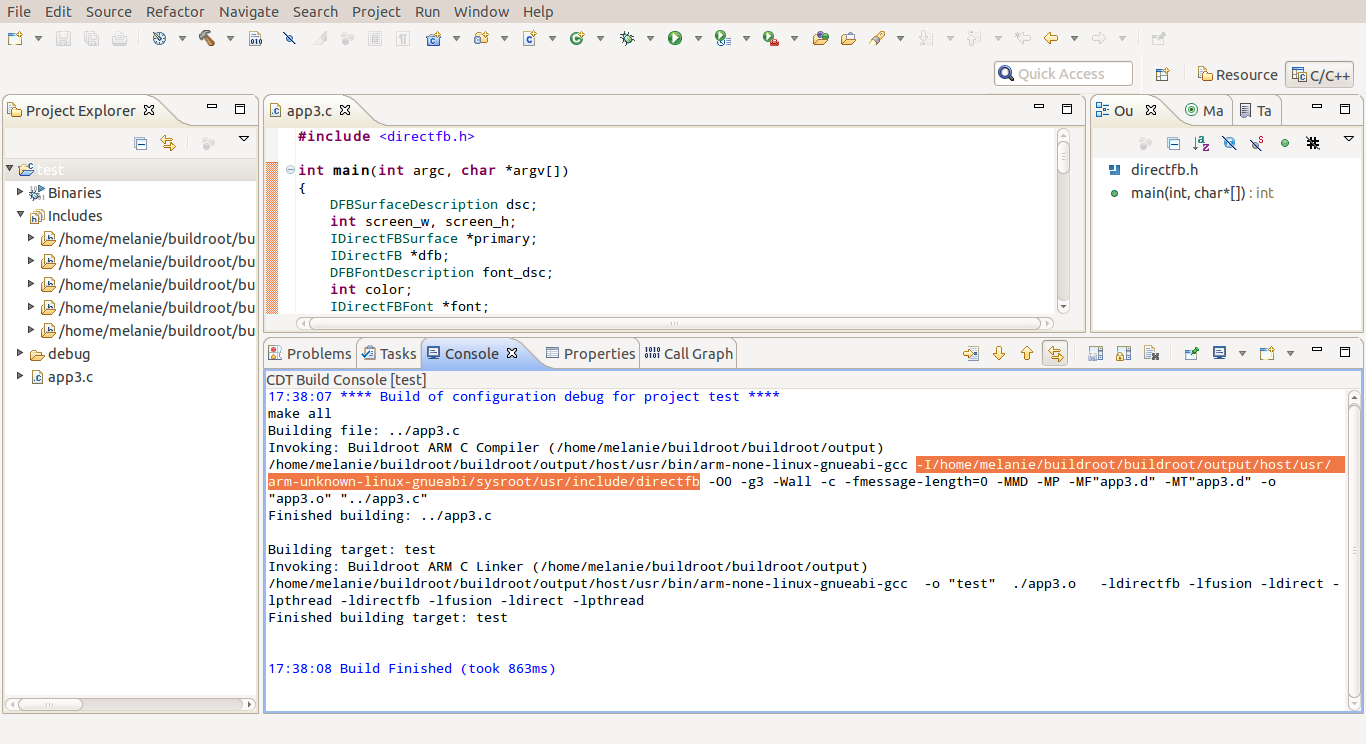 File Edit Source Refactor Navigate Search Project Run Window Help
Quick Access
Resource
C/C++
Project Explorer
test
Binaries
Includes
/home/melanie/buildroot/bu
/home/melanie/buildroot/bu
/home/melanie/buildroot/bu
/home/melanie/buildroot/bu
/home/melanie/buildroot/bu
debug
app3.c
app3.c
#include <directfb.h>
int main(int argc, char *argv[])
{
DFBSurfaceDescription dsc;
int screen_w, screen_h;
IDirectFBSurface *primary;
IDirectFB *dfb;
DFBFontDescription font_dsc;
int color;
IDirectFBFont *font;
Ou Ma Ta
directfb.h
main(int, char*[]) : int
Problems Tasks Console Properties Call Graph
CDT Build Console [test]
17:38:07 **** Build of configuration debug for project test ****
make all
Building file: ../app3.c
Invoking: Buildroot ARM C Compiler (/home/melanie/buildroot/buildroot/output)
/home/melanie/buildroot/buildroot/output/host/usr/bin/arm-none-linux-gnueabi-gcc -I/home/melanie/buildroot/buildroot/output/host/usr/
arm-unknown-linux-gnueabi/sysroot/usr/include/directfb -O0 -g3 -Wall -c -fmessage-length=0 -MMD -MP -MF"app3.d" -MT"app3.d" -o
"app3.o" "../app3.c"
Finished building: ../app3.c
Building target: test
Invoking: Buildroot ARM C Linker (/home/melanie/buildroot/buildroot/output)
/home/melanie/buildroot/buildroot/output/host/usr/bin/arm-none-linux-gnueabi-gcc  -o "test"  ./app3.o   -ldirectfb -lfusion -ldirect -
lpthread -ldirectfb -lfusion -ldirect -lpthread
Finished building target: test
17:38:08 Build Finished (took 863ms)